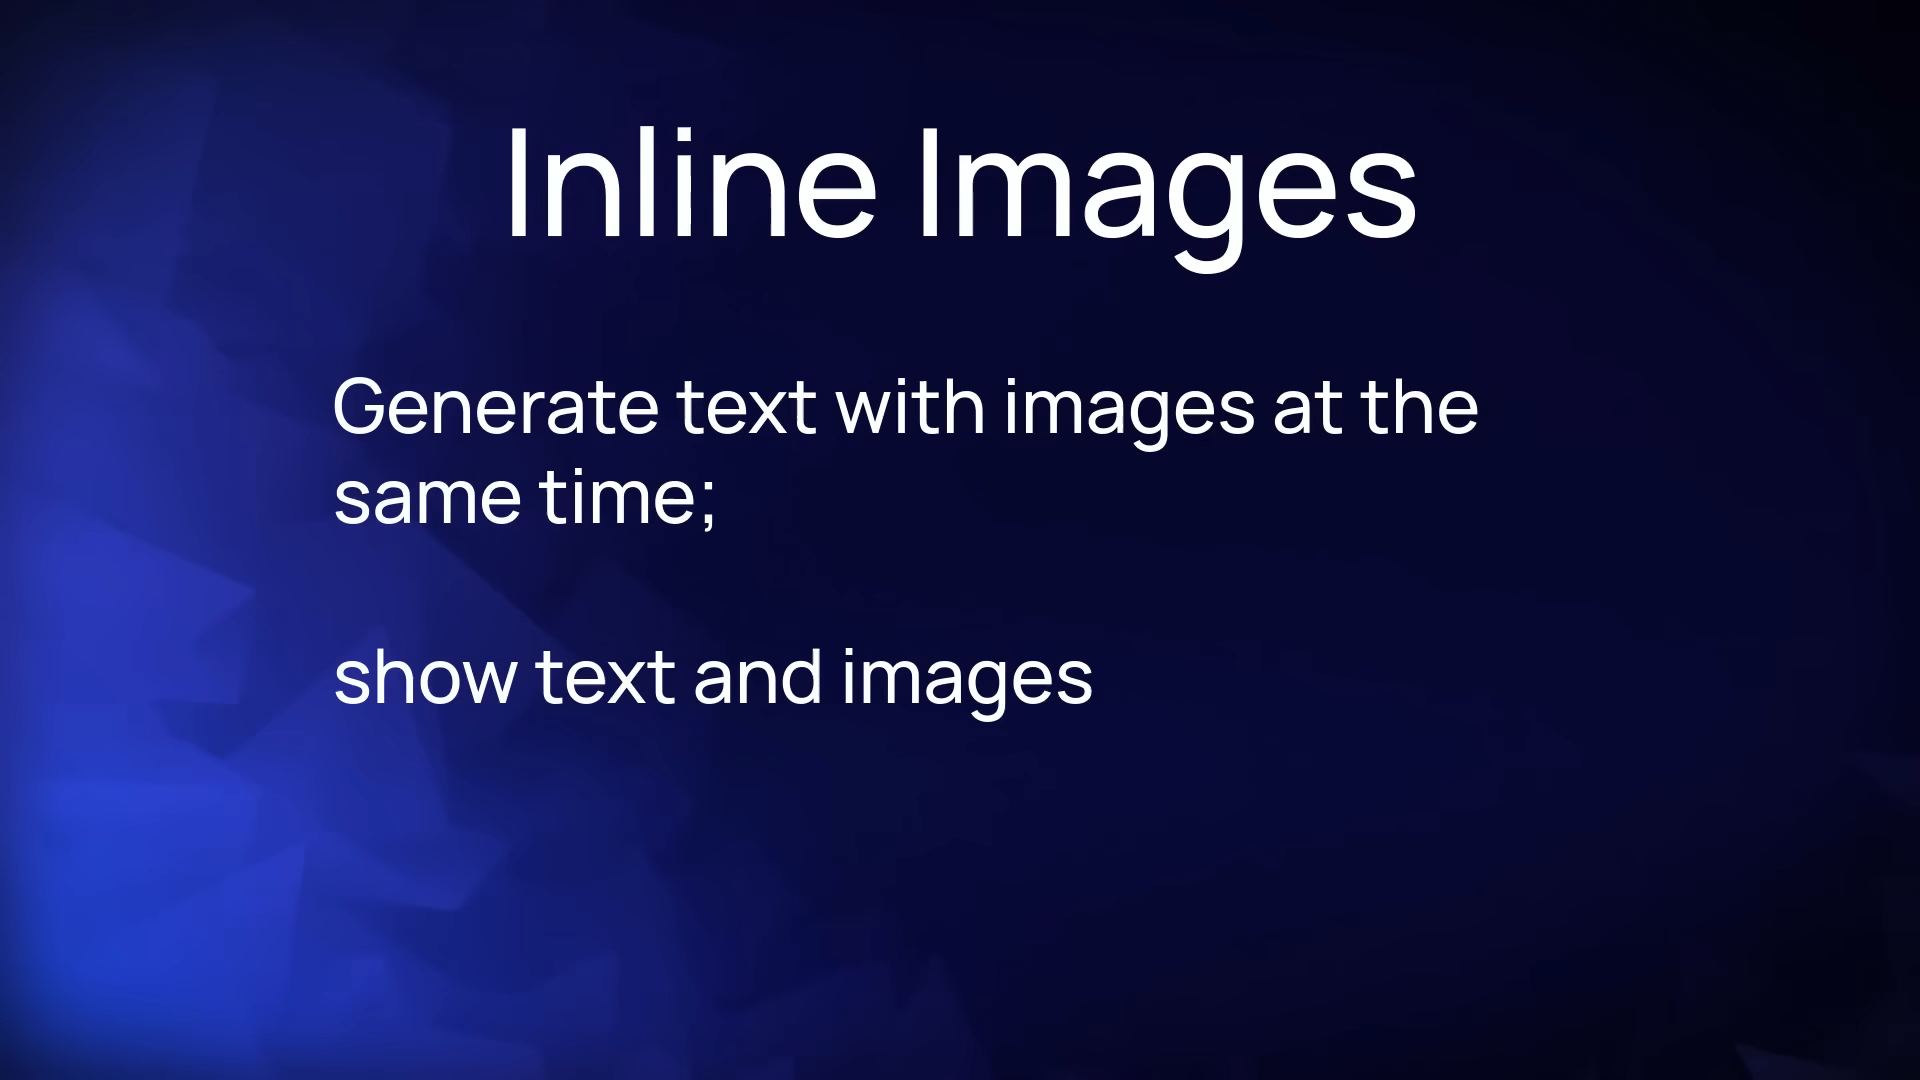 Inline Images
Generate text with images at the
same time;
show text and images